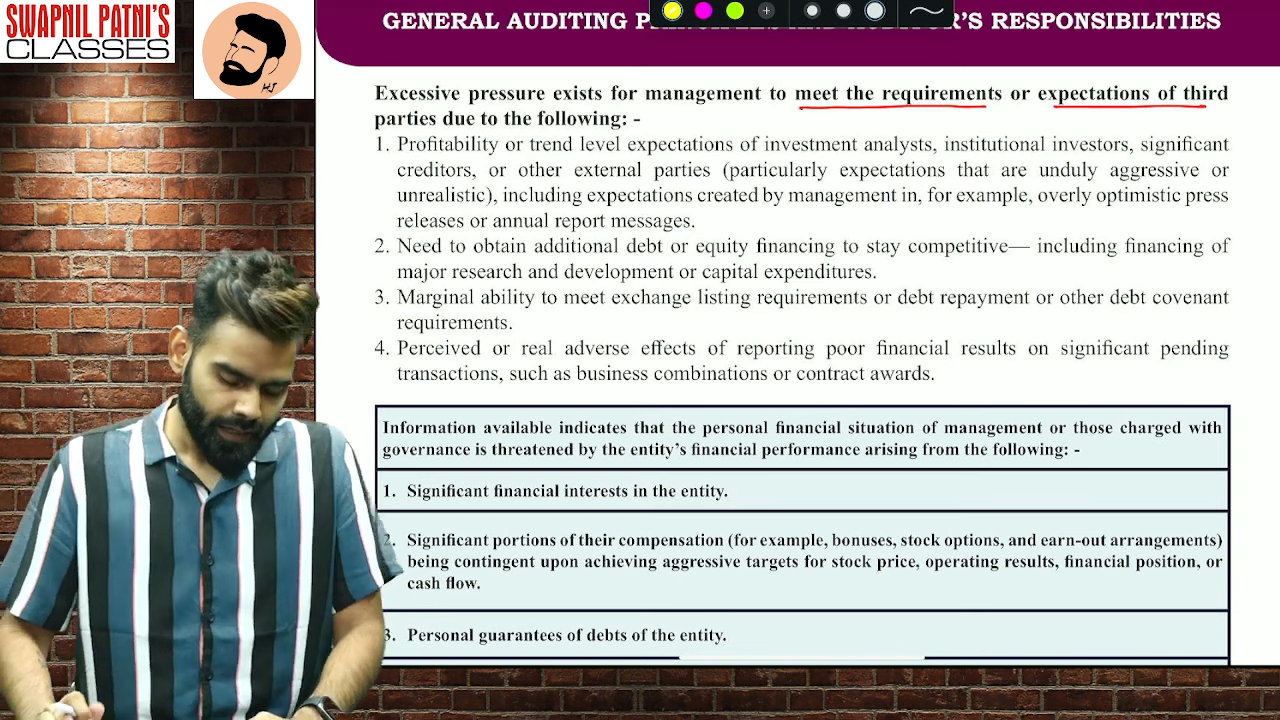 SWAPNIL PATNI'S
CLASSES
HJ
GENERAL AUDITING P
R'S RESPONSIBILITIES
Excessive pressure exists for management to meet the requirements or expectations of third
parties due to the following: -
1. Profitability or trend level expectations of investment analysts, institutional investors, significant
creditors, or other external parties (particularly expectations that are unduly aggressive or
unrealistic), including expectations created by management in, for example, overly optimistic press
releases or annual report messages.
2. Need to obtain additional debt or equity financing to stay competitive— including financing of
major research and development or capital expenditures.
3. Marginal ability to meet exchange listing requirements or debt repayment or other debt covenant
requirements.
4. Perceived or real adverse effects of reporting poor financial results on significant pending
transactions, such as business combinations or contract awards.
Information available indicates that the personal financial situation of management or those charged with
governance is threatened by the entity's financial performance arising from the following: -
1. Significant financial interests in the entity.
2. Significant portions of their compensation (for example, bonuses, stock options, and earn-out arrangements)
being contingent upon achieving aggressive targets for stock price, operating results, financial position, or
cash flow.
3. Personal guarantees of debts of the entity.